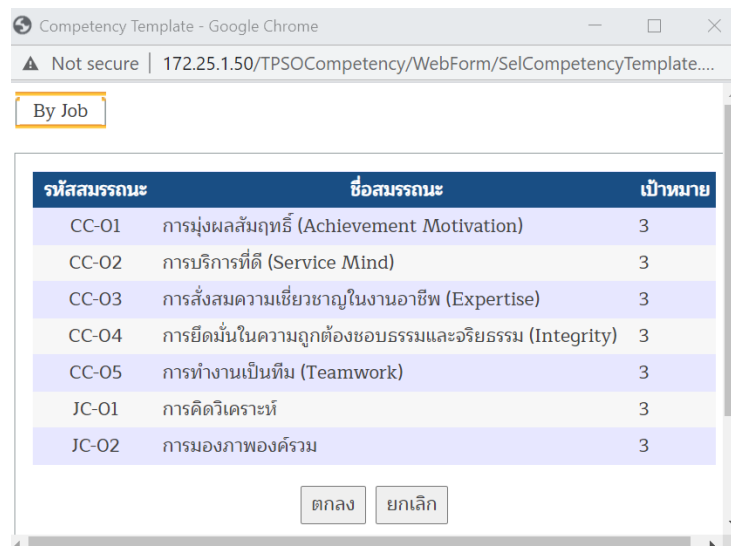 Competency Template - Google Chrome
Not secure | 172.25.1.50/TPSOCompetency/WebForm/SelCompetencyTemplate....
By Job
รหัสสมรรถนะ ชื่อสมรรถนะ เป้าหมาย
CC-01 การมุ่งผลสัมฤทธิ์ (Achievement Motivation) 3
CC-02 การบริการที่ดี (Service Mind) 3
CC-03 การสั่งสมความเชี่ยวชาญในงานอาชีพ (Expertise) 3
CC-04 การยึดมั่นในความถูกต้องชอบธรรมและจริยธรรม (Integrity) 3
CC-05 การทำงานเป็นทีม (Teamwork) 3
JC-01 การคิดวิเคราะห์ 3
JC-02 การมองภาพองค์รวม 3
ตกลง ยกเลิก